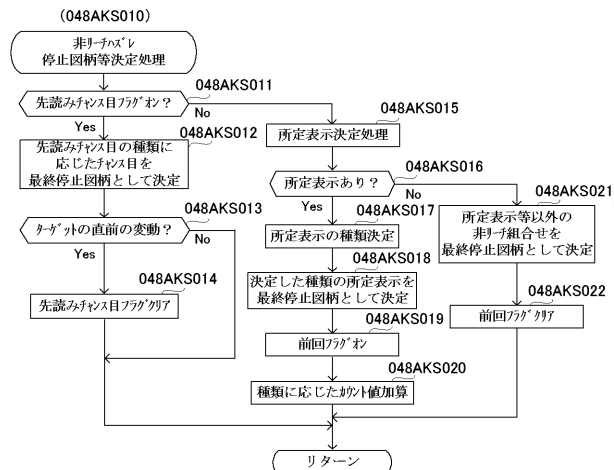 (048AKS010)
非ﾘｰﾁﾊｽﾞﾚ
停止図柄等決定処理
048AKS011
先読みﾁｬﾝｽ目ﾌﾗｸﾞｵﾝ？
No
Yes
048AKS012
先読みﾁｬﾝｽ目の種類に
応じたﾁｬﾝｽ目を
最終停止図柄として決定
048AKS013
ﾀｰｹﾞｯﾄの直前の変動？
No
Yes
048AKS014
先読みﾁｬﾝｽ目ﾌﾗｸﾞｸﾘｱ
048AKS015
所定表示決定処理
048AKS016
所定表示あり？
No
Yes
048AKS017
所定表示の種類決定
048AKS018
決定した種類の所定表示を
最終停止図柄として決定
048AKS019
前回ﾌﾗｸﾞｵﾝ
048AKS020
種類に応じたｶｳﾝﾄ値加算
048AKS021
所定表示等以外の
非ﾘｰﾁ組合せを
最終停止図柄として決定
048AKS022
前回ﾌﾗｸﾞｸﾘｱ
リターン